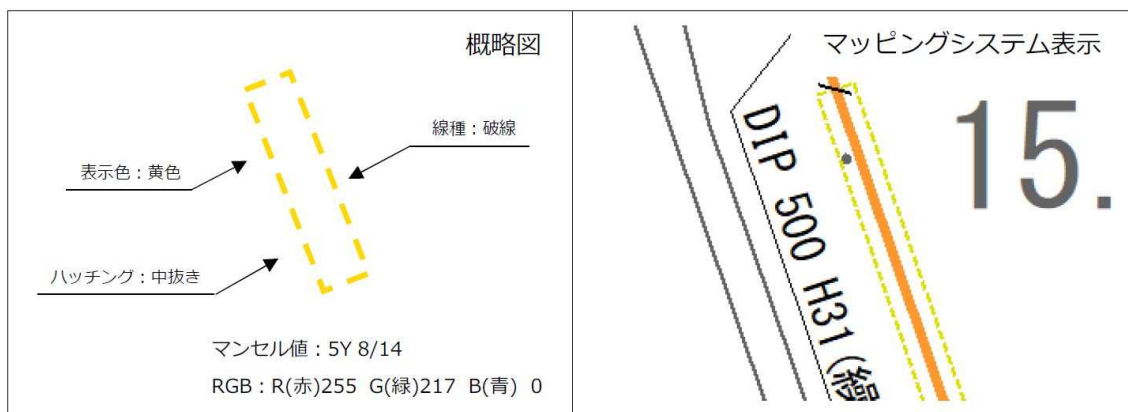 概略図
線種：破線
表示色：黄色
ハッチング：中抜き
マンセル値：5Y 8/14
RGB：R(赤)255 G(緑)217 B(青) 0
マッピングシステム表示
15.
DIP 500 H31(繰